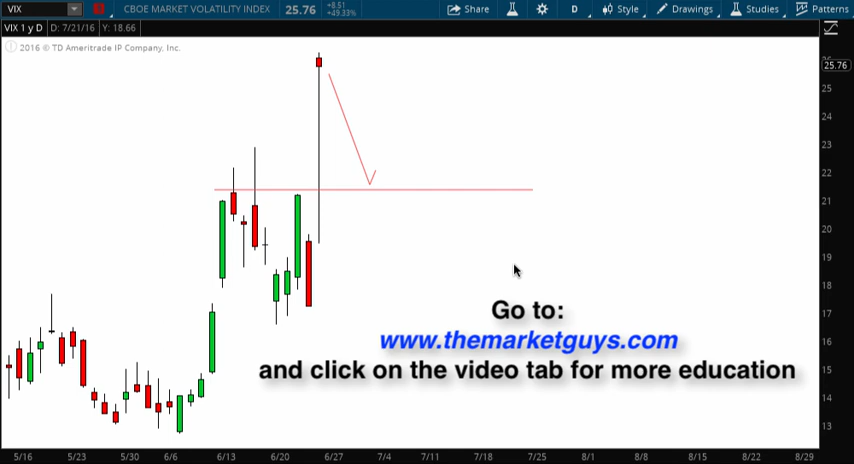 VIX CBOE MARKET VOLATILITY INDEX 25.76 +8.51 +49.33% Share D Style Drawings Studies Patterns
VIX 1 y D D: 7/21/16 Y: 18.66
© 2016 © TD Ameritrade IP Company, Inc.
25.76
25
24
23
22
21
20
19
18
17
16
15
14
13
Go to:
www.themarketguys.com
and click on the video tab for more education
5/16 5/23 5/30 6/6 6/13 6/20 6/27 7/4 7/11 7/18 7/25 8/1 8/8 8/15 8/22 8/29